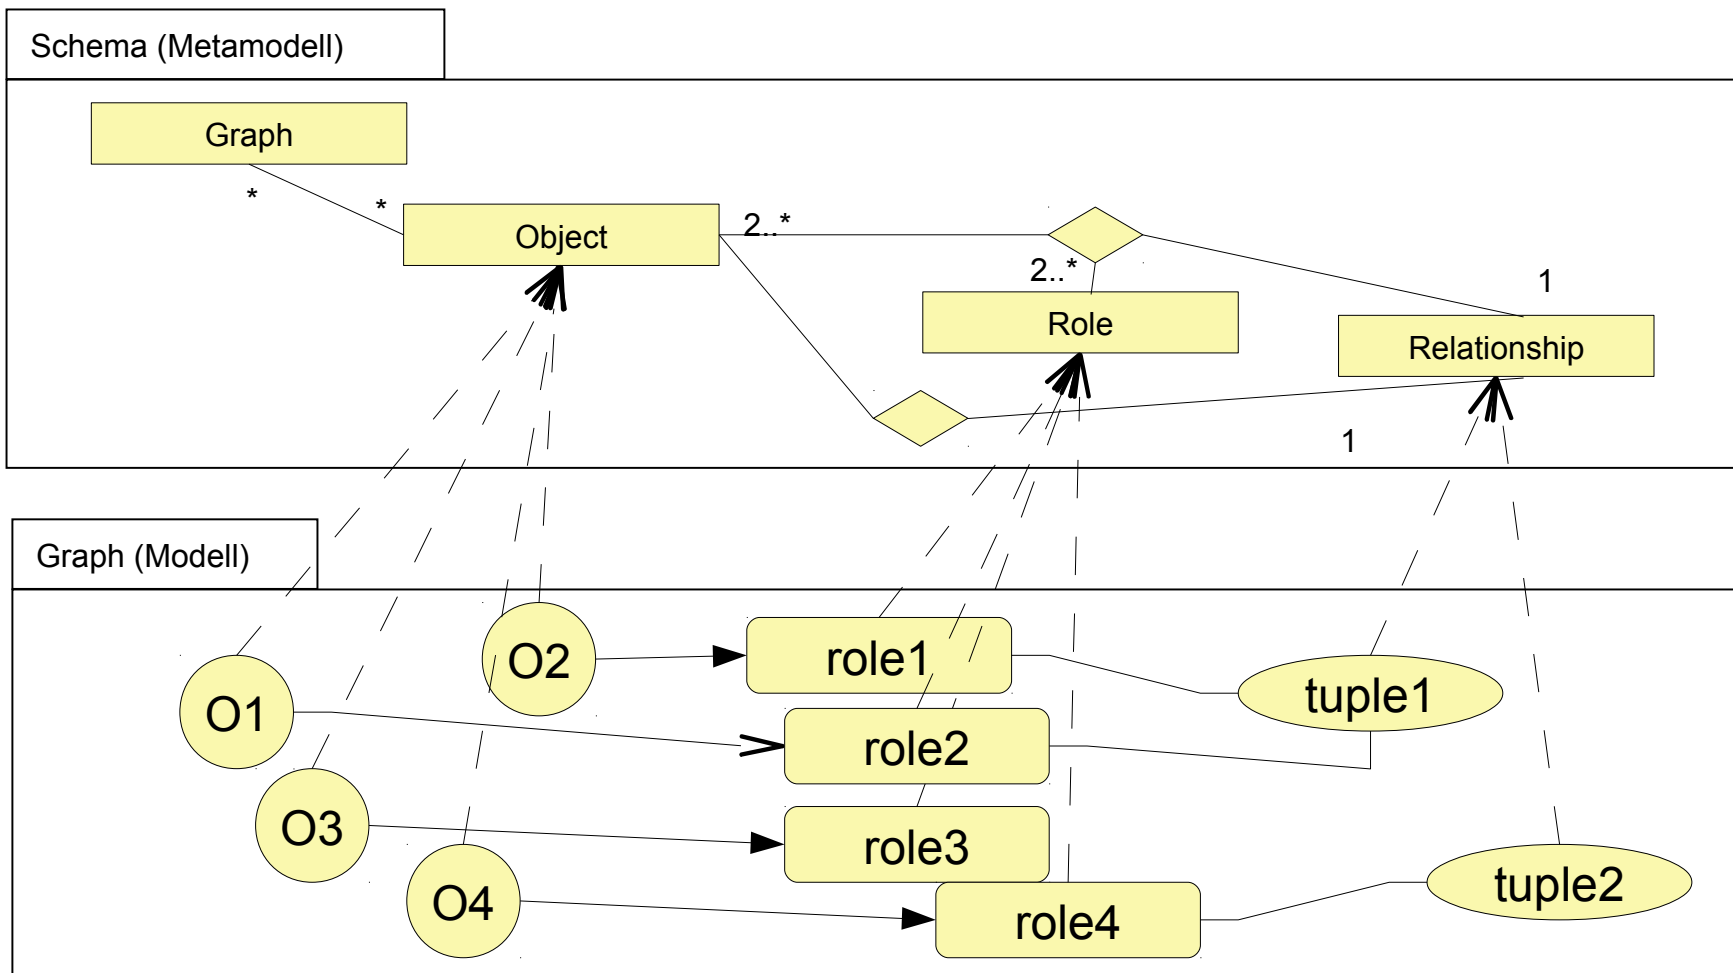 Schema (Metamodell)
Graph
*
*
Object
2..*
2..*
1
Role
Relationship
1
Graph (Modell)
O2
role1
tuple1
O1
role2
O3
role3
O4
role4
tuple2